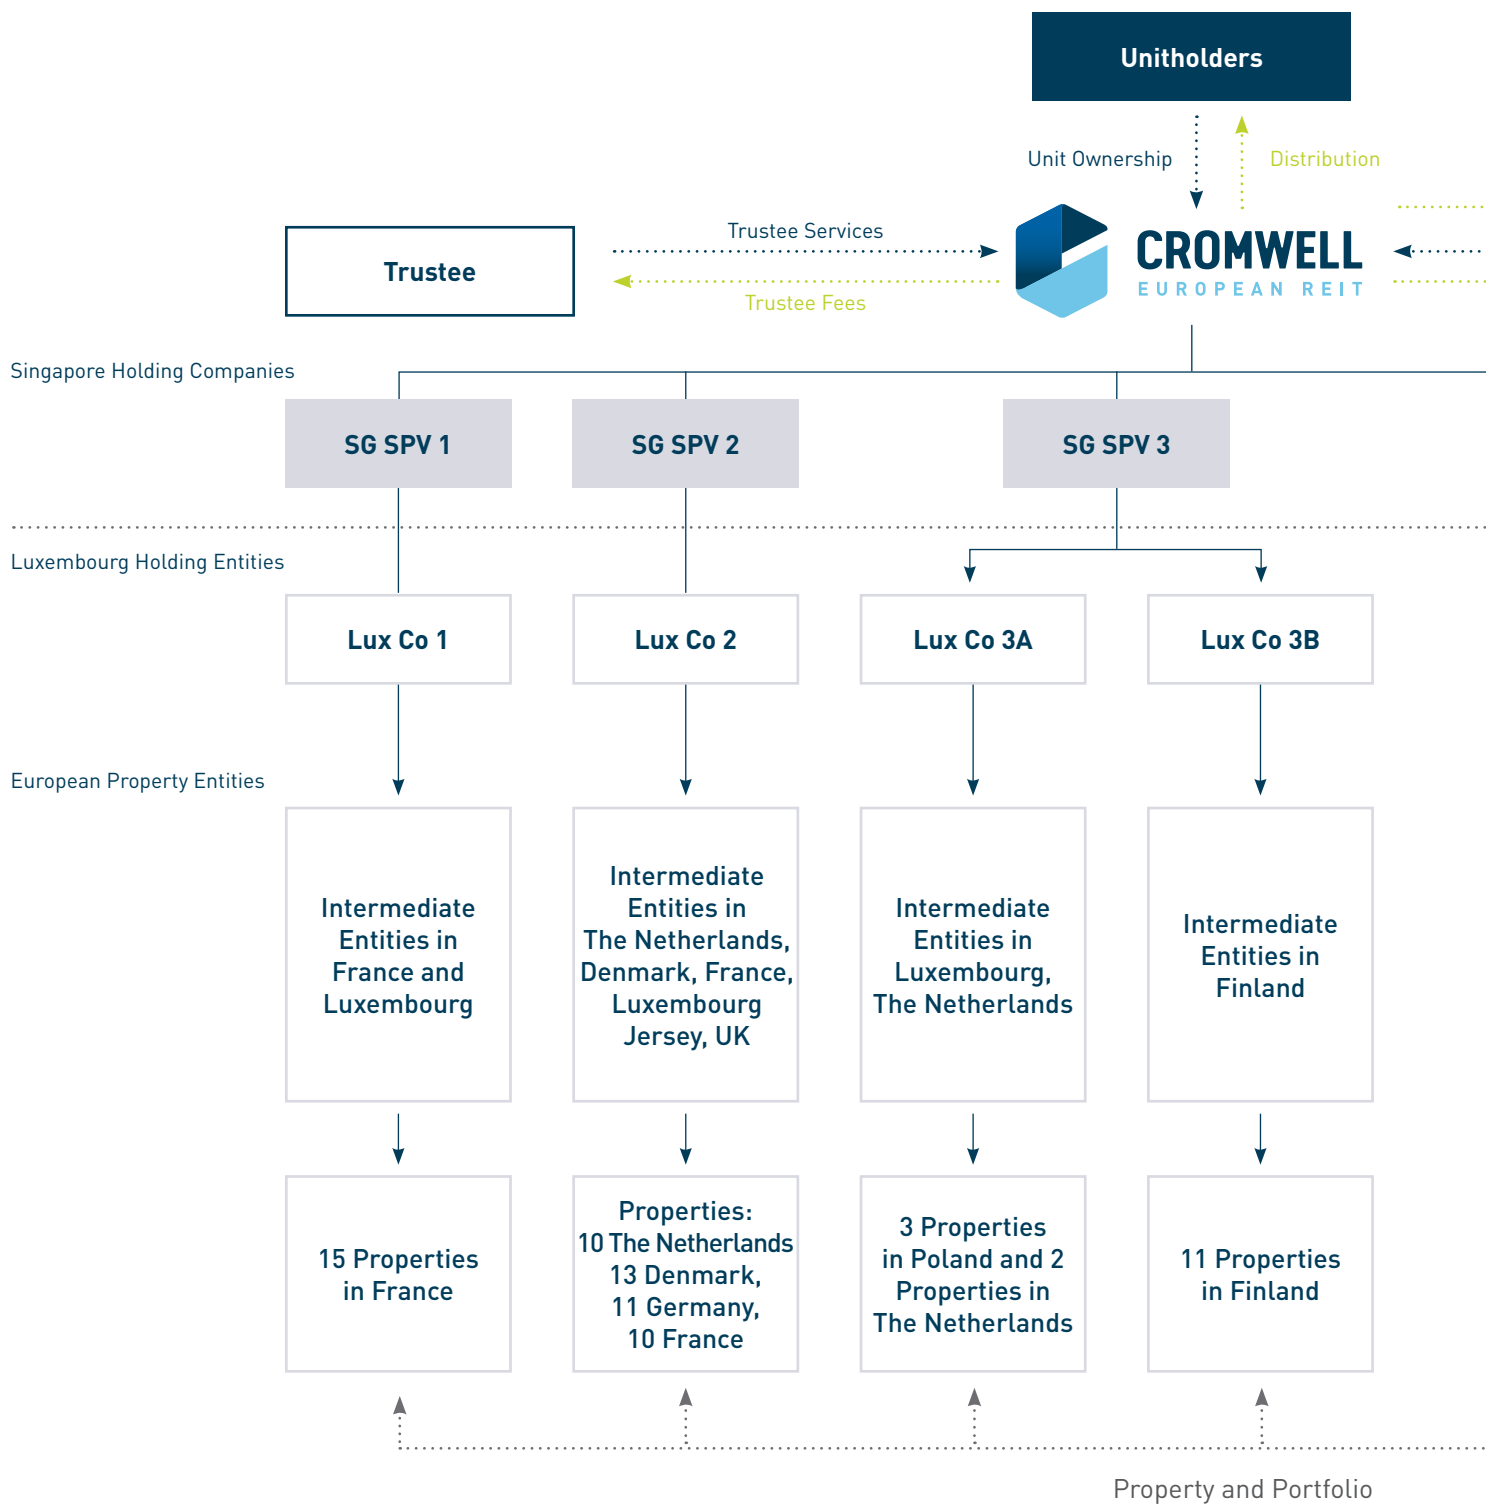 Unitholders
Unit Ownership
Distribution
Trustee
Trustee Services
Trustee Fees
CROMWELL
EUROPEAN REIT
Singapore Holding Companies
SG SPV 1
SG SPV 2
SG SPV 3
Luxembourg Holding Entities
Lux Co 1
Lux Co 2
Lux Co 3A
Lux Co 3B
European Property Entities
Intermediate
Entities in
France and
Luxembourg
Intermediate
Entities in
The Netherlands,
Denmark, France,
Luxembourg
Jersey, UK
Intermediate
Entities in
Luxembourg,
The Netherlands
Intermediate
Entities in
Finland
15 Properties
in France
Properties:
10 The Netherlands
13 Denmark,
11 Germany,
10 France
3 Properties
in Poland and 2
Properties in
The Netherlands
11 Properties
in Finland
Property and Portfolio